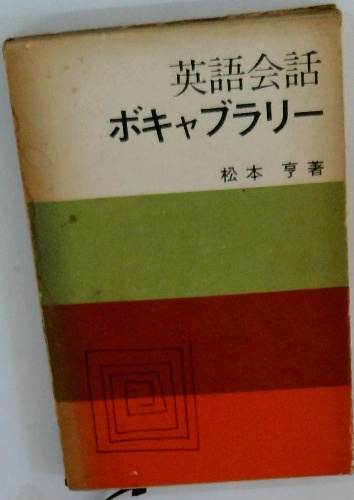 英語会話
ボキャブラリー
松本 亨 著